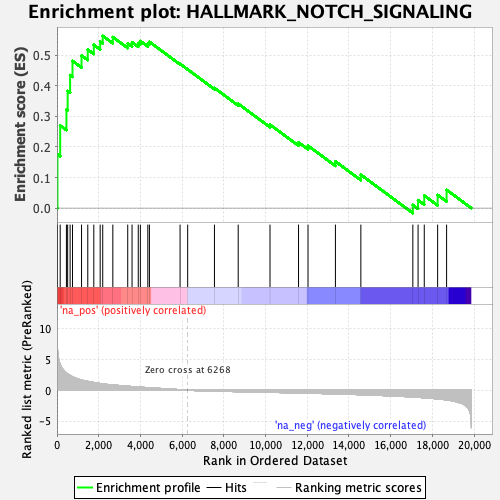 Enrichment plot: HALLMARK_NOTCH_SIGNALING
Enrichment score (ES)
0.5
0.4
0.3
0.2
0.1
0.0
'na_pos' (positively correlated)
Ranked list metric (PreRanked)
10
5
0
-5
Zero cross at 6268
'na_neg' (negatively correlated)
0 2,000 4,000 6,000 8,000 10,000 12,000 14,000 16,000 18,000 20,000
Rank in Ordered Dataset
Enrichment profile Hits Ranking metric scores